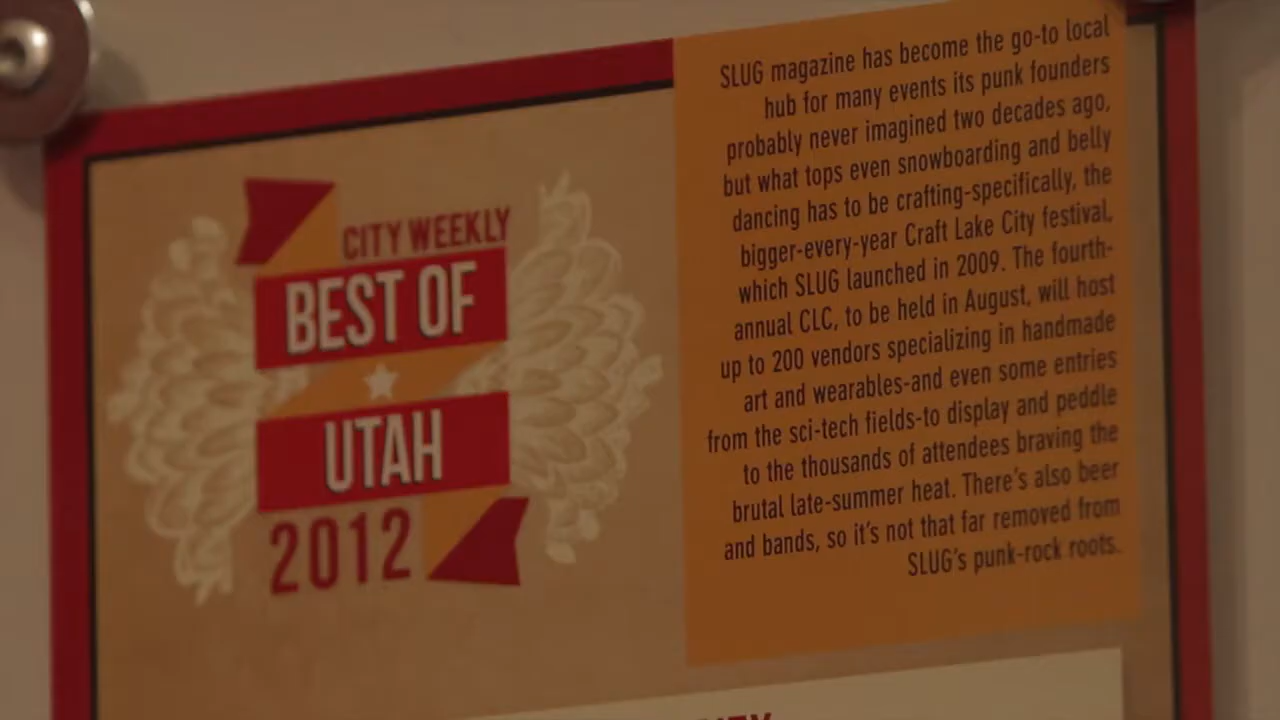 CITY WEEKLY
BEST OF
UTAH
2012
SLUG magazine has become the go-to local
hub for many events its punk founders
probably never imagined two decades ago,
but what tops even snowboarding and belly
dancing has to be crafting-specifically, the
bigger-every-year Craft Lake City festival,
which SLUG launched in 2009. The fourth-
annual CLC, to be held in August, will host
up to 200 vendors specializing in handmade
art and wearables-and even some entries
from the sci-tech fields-to display and peddle
to the thousands of attendees braving the
brutal late-summer heat. There's also beer
and bands, so it's not that far removed from
SLUG's punk-rock roots.